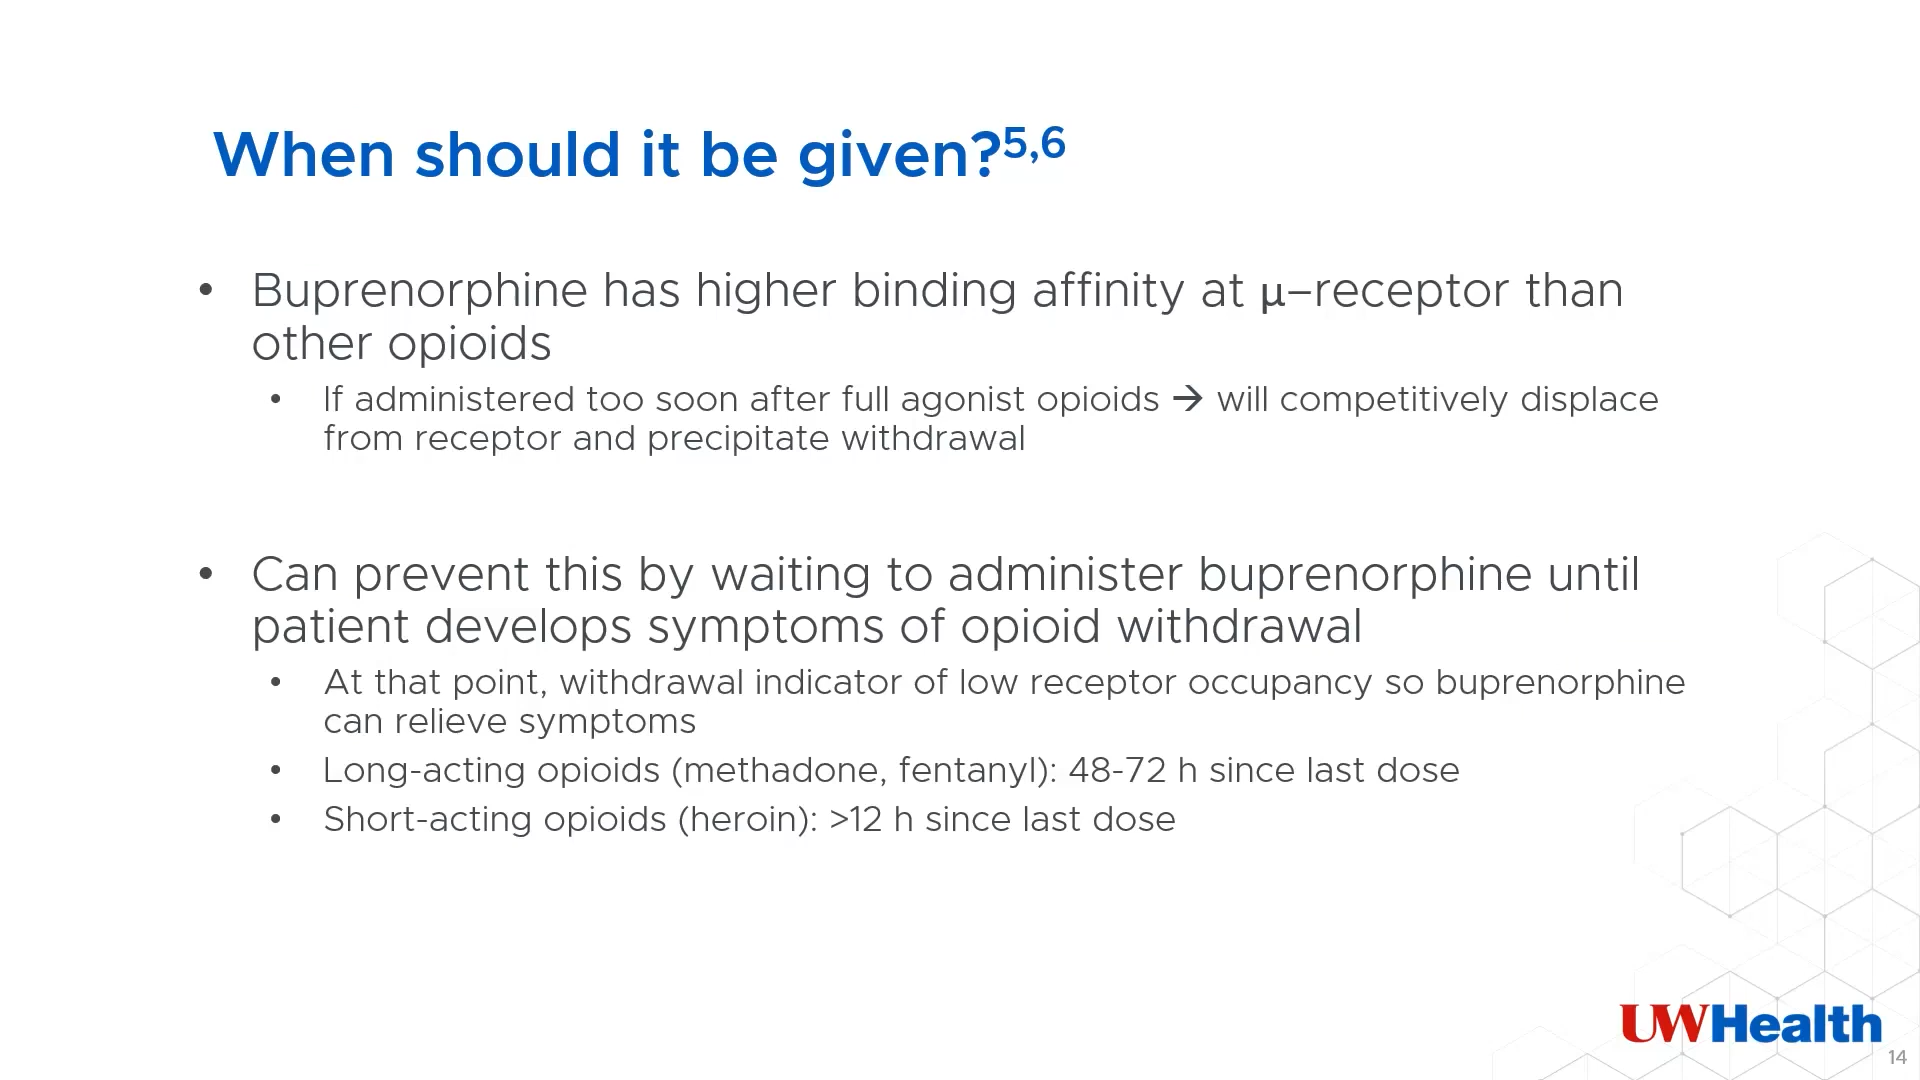 When should it be given?5,6
• Buprenorphine has higher binding affinity at μ–receptor than
other opioids
• If administered too soon after full agonist opioids → will competitively displace
from receptor and precipitate withdrawal
• Can prevent this by waiting to administer buprenorphine until
patient develops symptoms of opioid withdrawal
• At that point, withdrawal indicator of low receptor occupancy so buprenorphine
can relieve symptoms
• Long-acting opioids (methadone, fentanyl): 48-72 h since last dose
• Short-acting opioids (heroin): >12 h since last dose
UWHealth
14